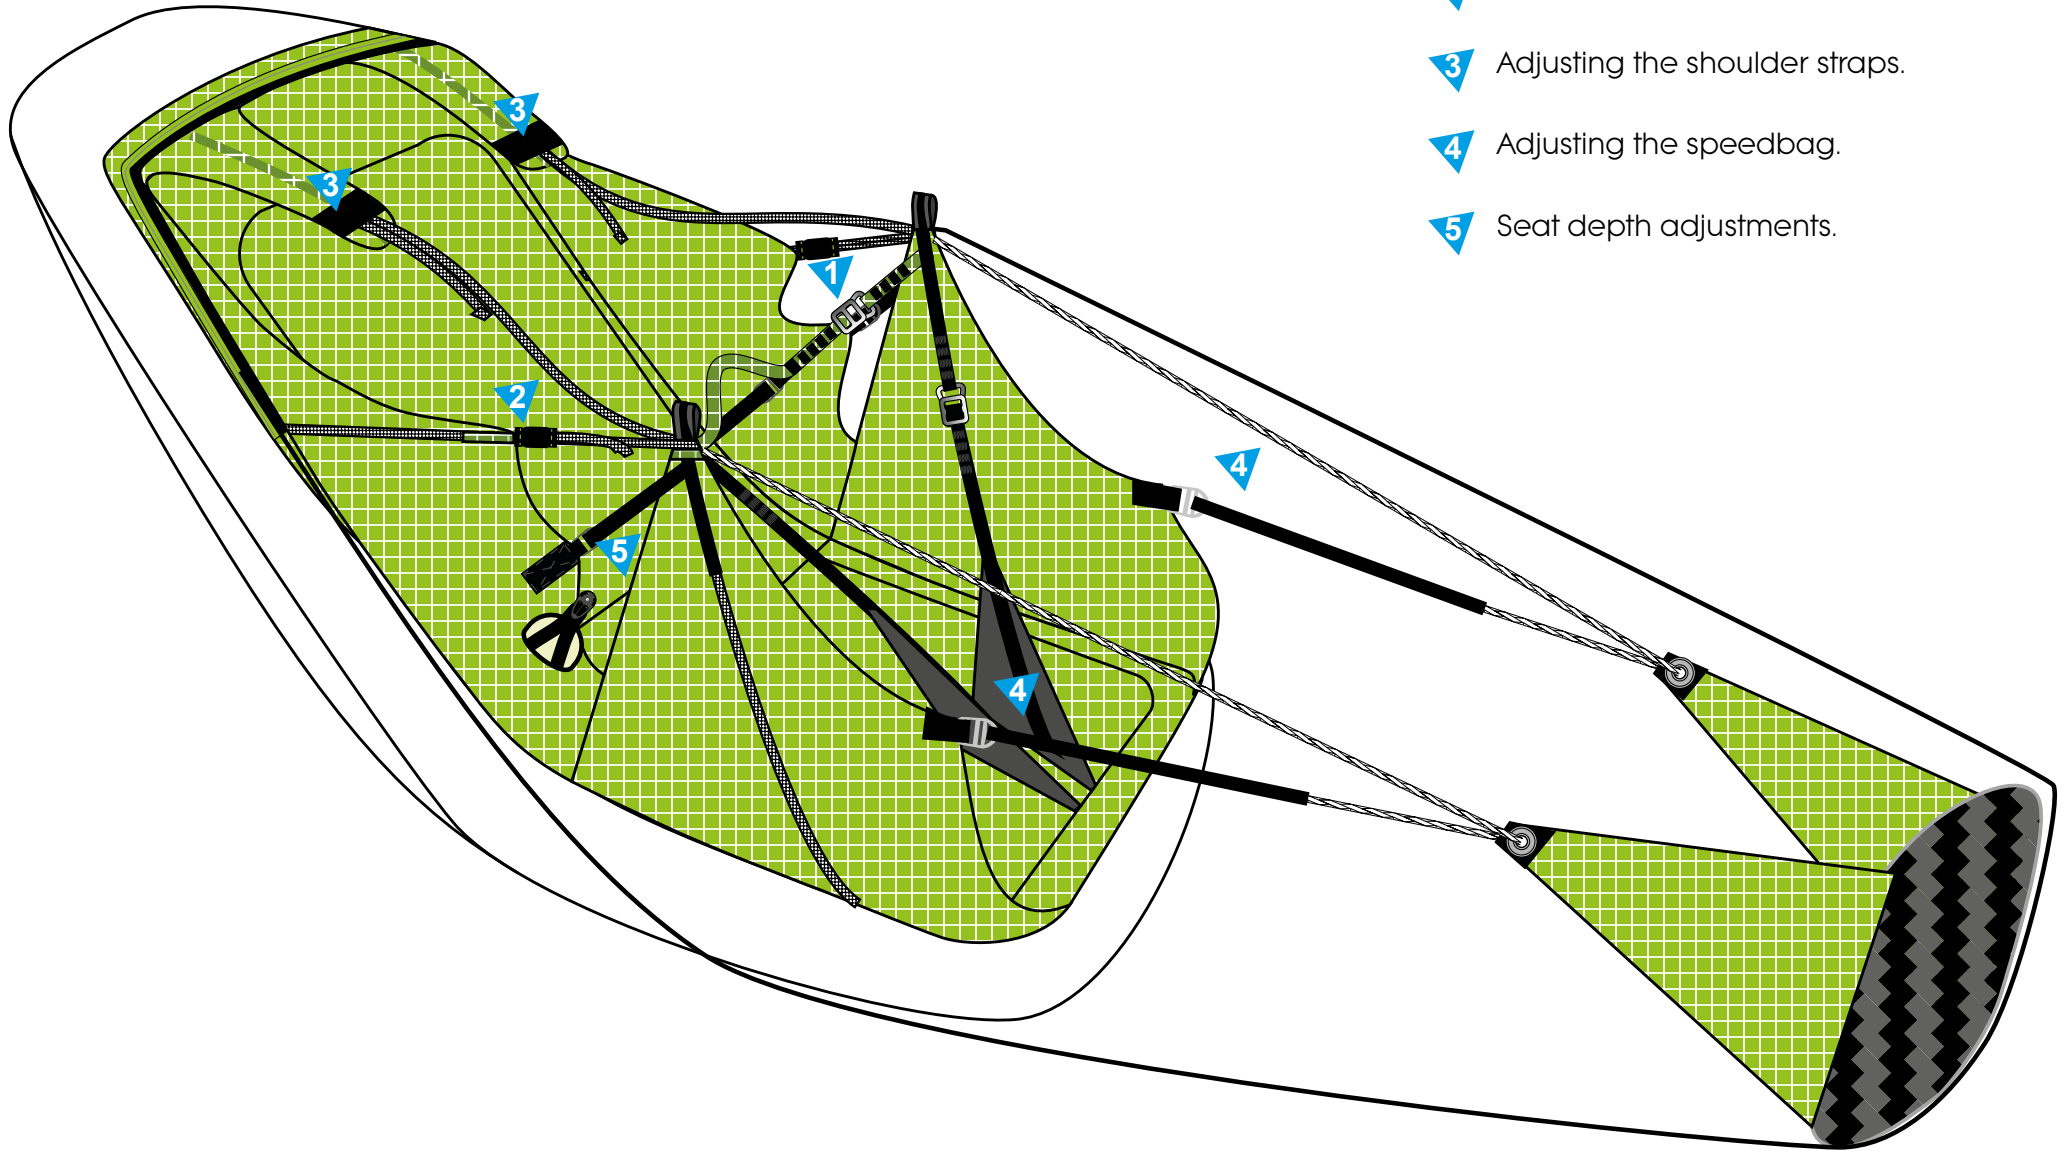 3 Adjusting the shoulder straps.
4 Adjusting the speedbag.
5 Seat depth adjustments.
3
3
1
2
4
5
4